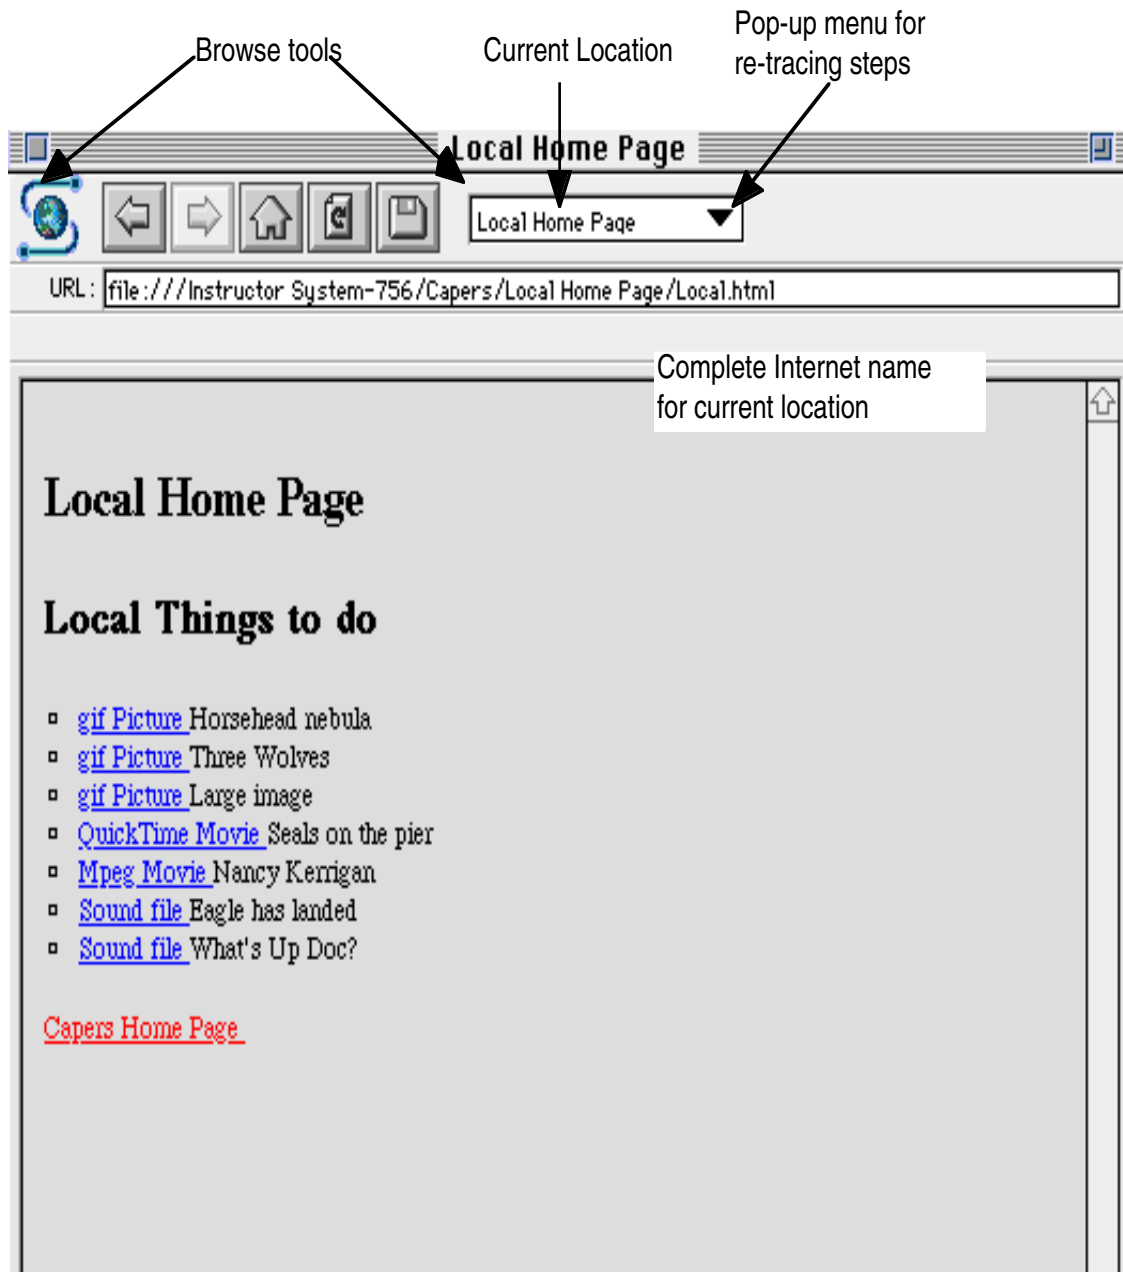 Browse tools
Current Location
Pop-up menu for
re-tracing steps
Local Home Page
Local Home Page
URL: file:///Instructor System-756/Capers/Local Home Page/Local.html
Complete Internet name
for current location
Local Home Page
Local Things to do
gif Picture Horsehead nebula
gif Picture Three Wolves
gif Picture Large image
QuickTime Movie Seals on the pier
Mpeg Movie Nancy Kerrigan
Sound file Eagle has landed
Sound file What's Up Doc?
Capers Home Page